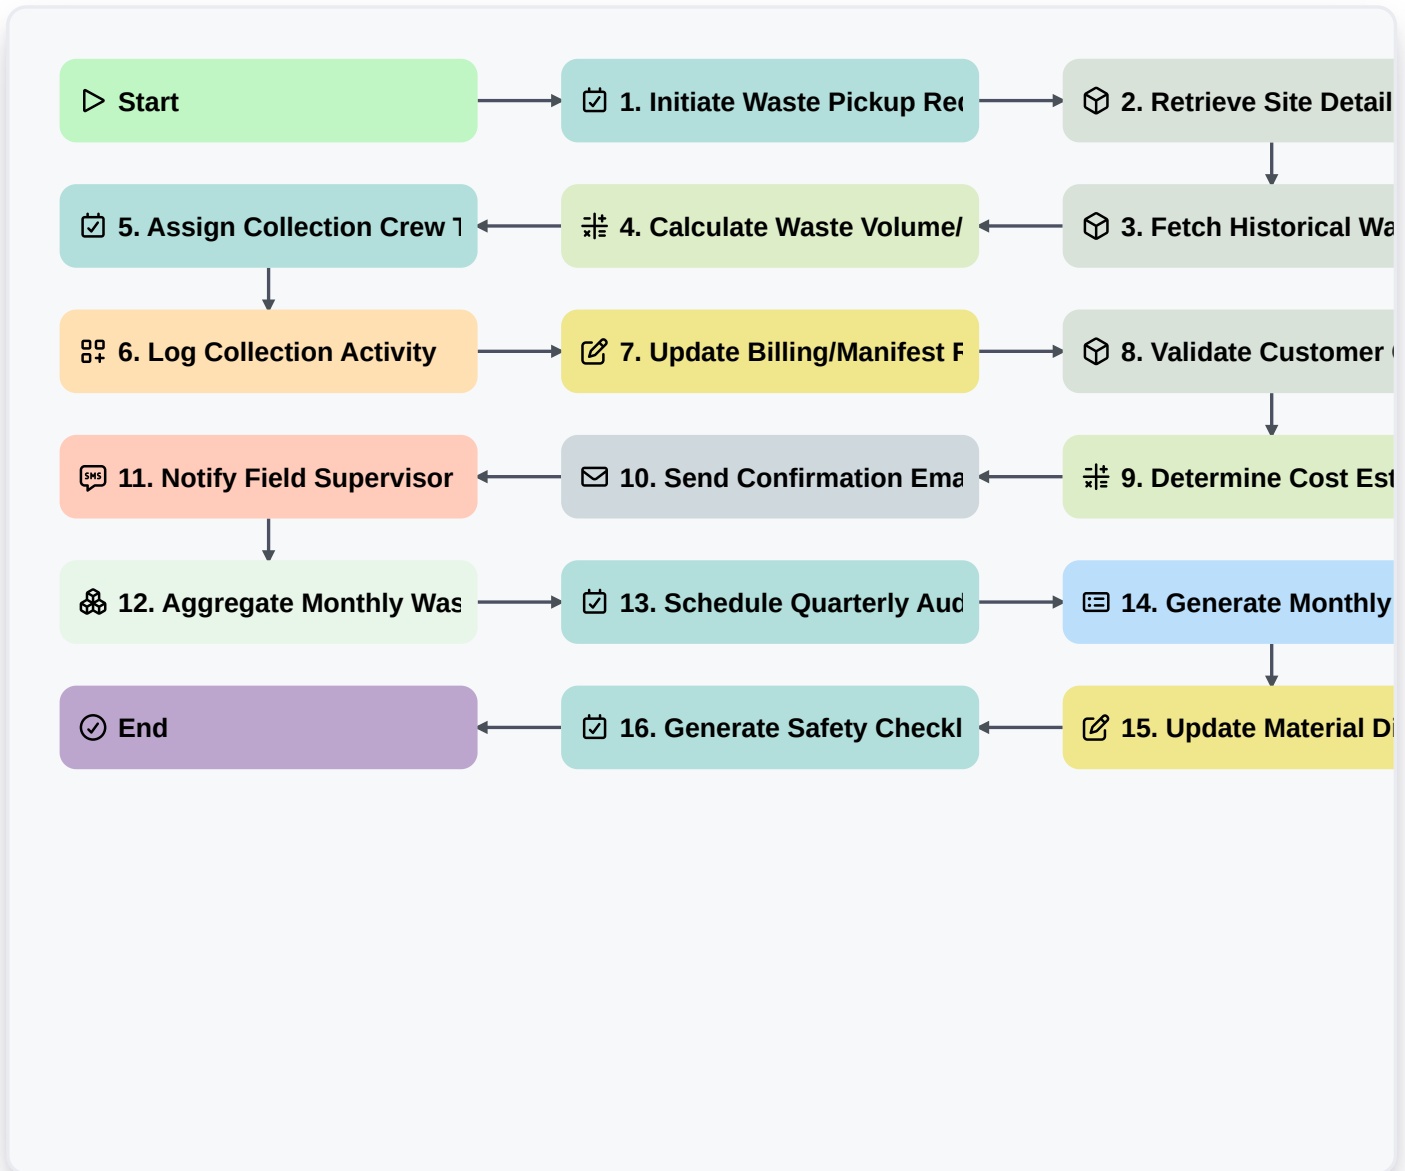 Start
1. Initiate Waste Pickup
2. Retrieve Site
5. Assign Collection Crew
4. Calculate Waste Volume/
3. Fetch Historical
6. Log Collection Activity
7. Update Billing/Manifest
8. Validate Customer
11. Notify Field Supervisor
10. Send Confirmation
9. Determine Cost
12. Aggregate Monthly
13. Schedule Quarterly
14. Generate Monthly
End
16. Generate Safety
15. Update Material